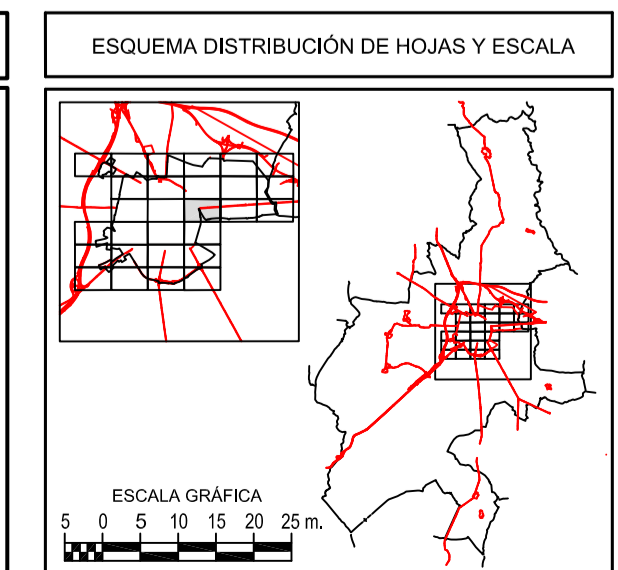 ESQUEMA DISTRIBUCIÓN DE HOJAS Y ESCALA
ESCALA GRÁFICA
5 0 5 10 15 20 25 m.